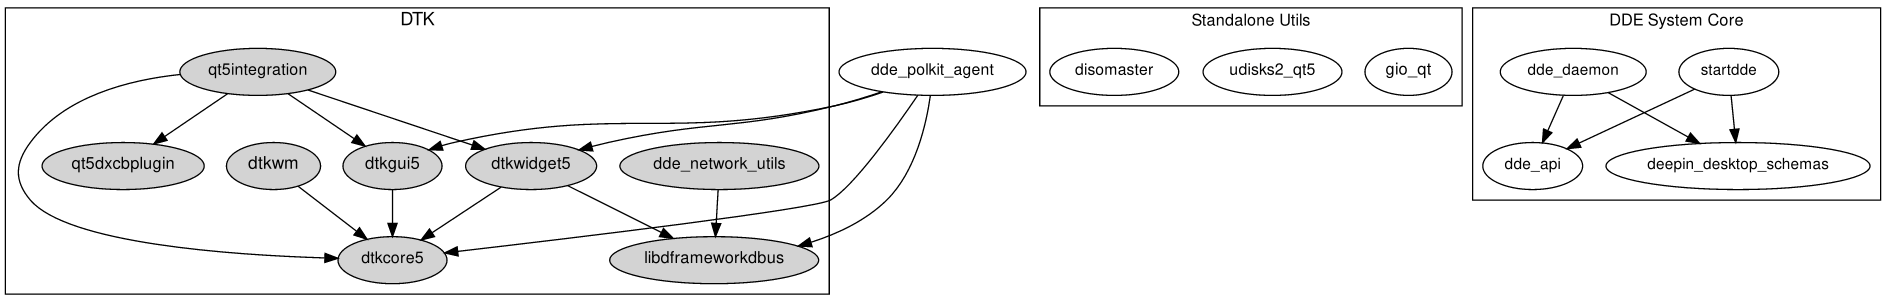 DTK
Standalone Utils
DDE System Core
qt5integration
dde_polkit_agent
disomaster
udisks2_qt5
gio_qt
dde_daemon
startdde
qt5dxcbplugin
dtkwm
dtkgui5
dtkwidget5
dde_network_utils
dde_api
deepin_desktop_schemas
dtkcore5
libdframeworkdbus